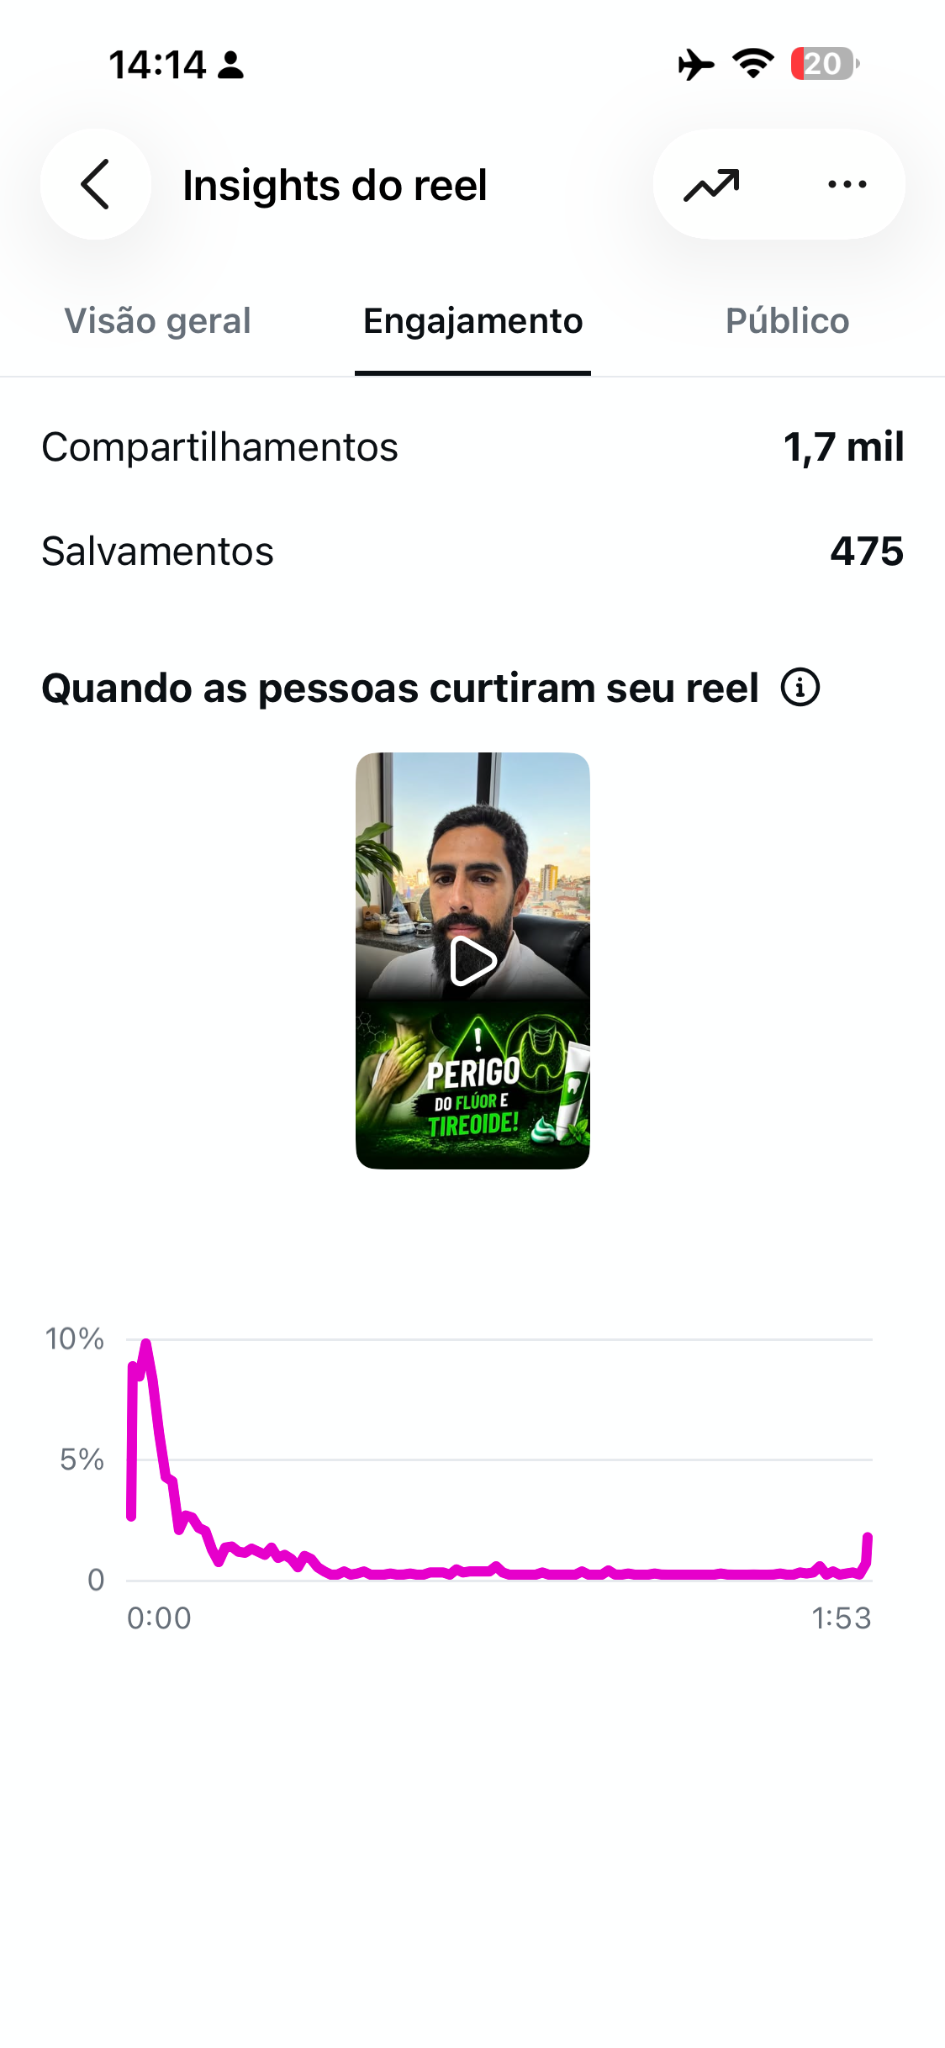 14:14
20
Insights do reel
Visão geral
Engajamento
Público
Compartilhamentos
1,7 mil
Salvamentos
475
Quando as pessoas curtiram seu reel
!
PERIGO
DO FLÚOR E
TIREOIDE!
10%
5%
0
0:00
1:53